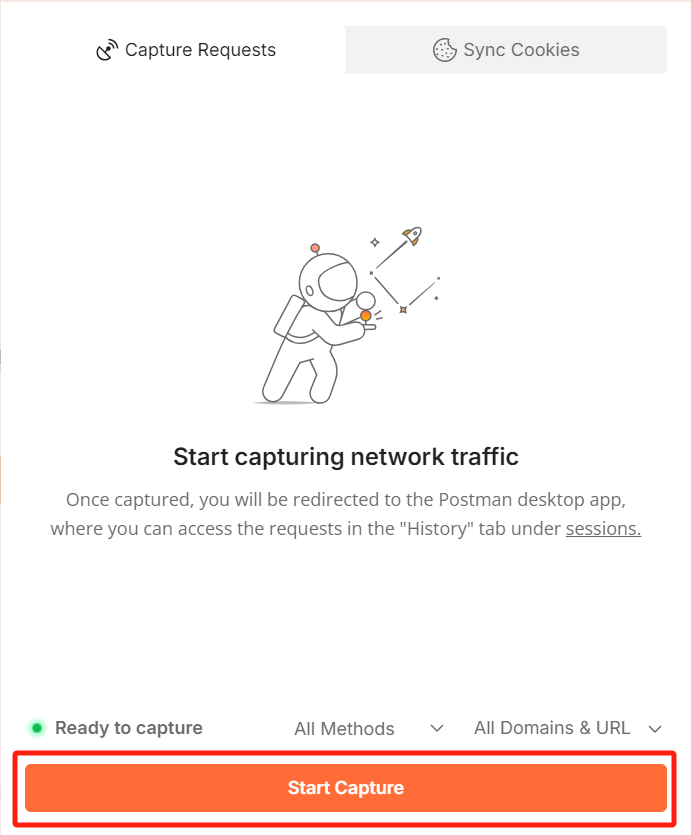 Capture Requests
Sync Cookies
Start capturing network traffic
Once captured, you will be redirected to the Postman desktop app,
where you can access the requests in the "History" tab under sessions.
Ready to capture
All Methods
All Domains & URL
Start Capture